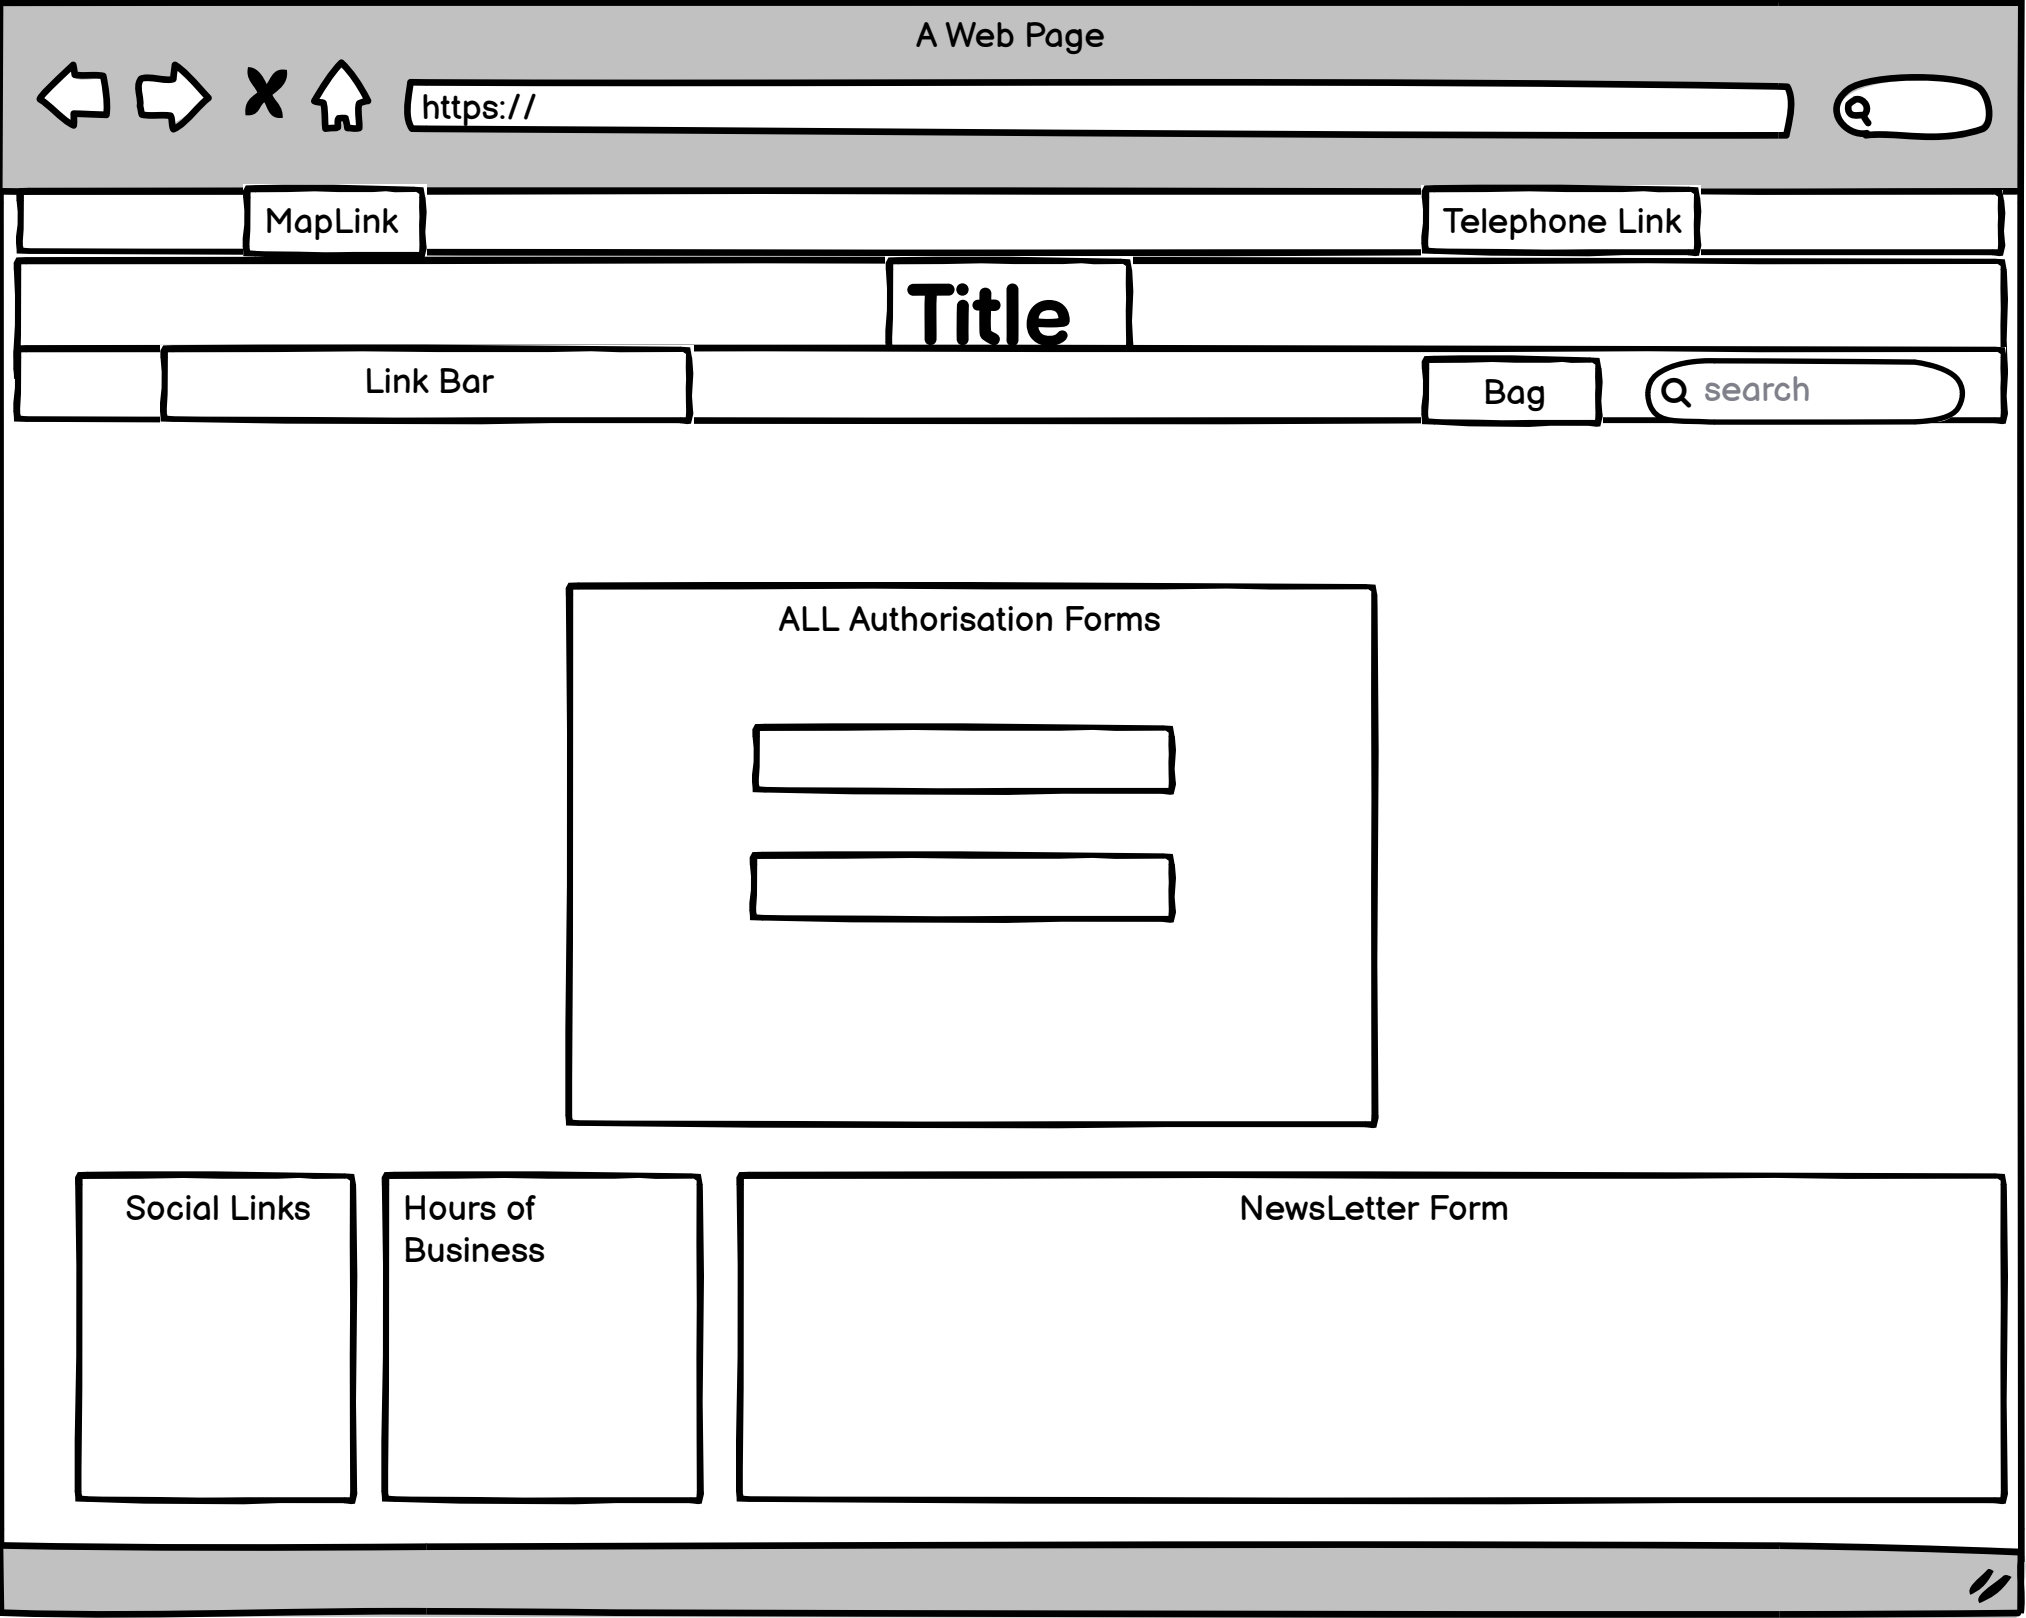 A Web Page
https://
MapLink
Telephone Link
Title
Link Bar
Bag
search
ALL Authorisation Forms
Social Links
Hours of
Business
NewsLetter Form